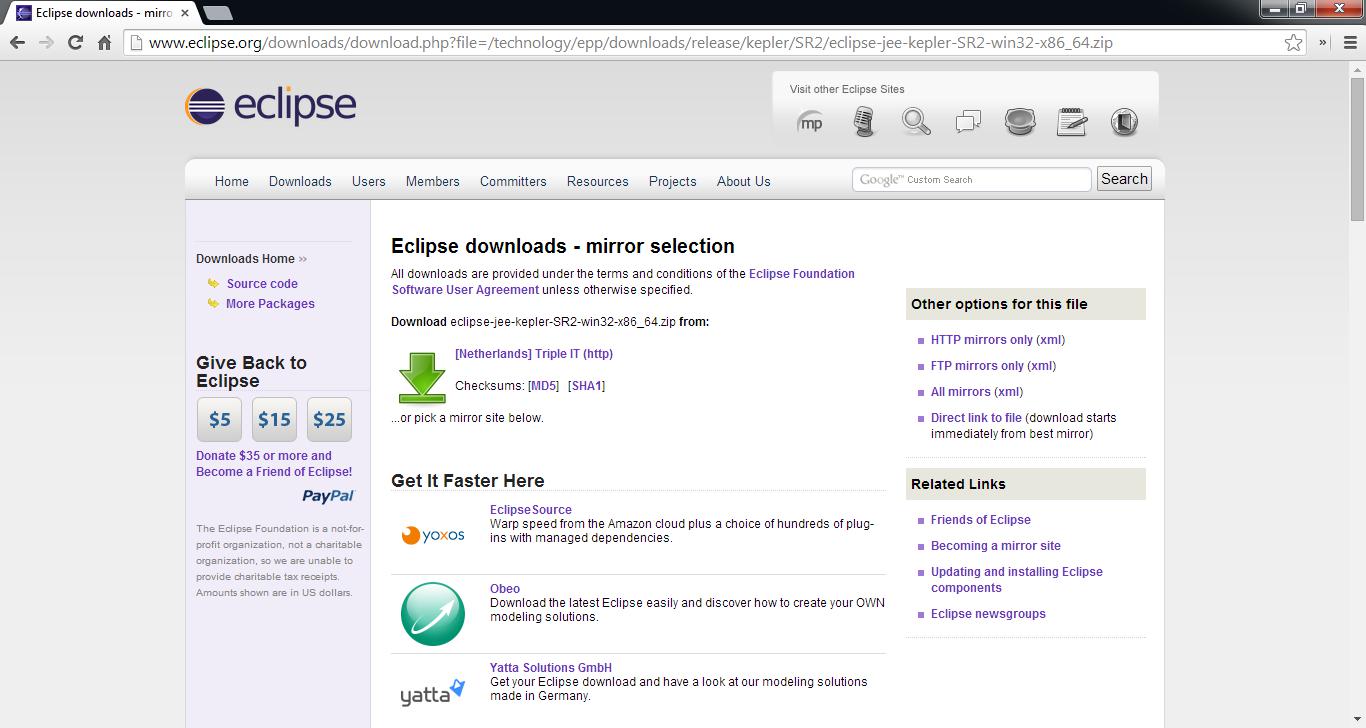 Eclipse downloads - mirro
www.eclipse.org/downloads/download.php?file=/technology/epp/downloads/release/kepler/SR2/eclipse-jee-kepler-SR2-win32-x86_64.zip
eclipse
Visit other Eclipse Sites
mp
Home Downloads Users Members Committers Resources Projects About Us
Google™ Custom Search
Search
Downloads Home »
Source code
More Packages
Give Back to
Eclipse
$5 $15 $25
Donate $35 or more and
Become a Friend of Eclipse!
PayPal
The Eclipse Foundation is a not-for-
profit organization, not a charitable
organization, so we are unable to
provide charitable tax receipts.
Amounts shown are in US dollars.
Eclipse downloads - mirror selection
All downloads are provided under the terms and conditions of the Eclipse Foundation
Software User Agreement unless otherwise specified.
Download eclipse-jee-kepler-SR2-win32-x86_64.zip from:
[Netherlands] Triple IT (http)
Checksums: [MD5] [SHA1]
...or pick a mirror site below.
Get It Faster Here
yoxos
EclipseSource
Warp speed from the Amazon cloud plus a choice of hundreds of plug-
ins with managed dependencies.
Obeo
Download the latest Eclipse easily and discover how to create your OWN
modeling solutions.
yatta
Yatta Solutions GmbH
Get your Eclipse download and have a look at our modeling solutions
made in Germany.
Other options for this file
HTTP mirrors only (xml)
FTP mirrors only (xml)
All mirrors (xml)
Direct link to file (download starts
immediately from best mirror)
Related Links
Friends of Eclipse
Becoming a mirror site
Updating and installing Eclipse
components
Eclipse newsgroups